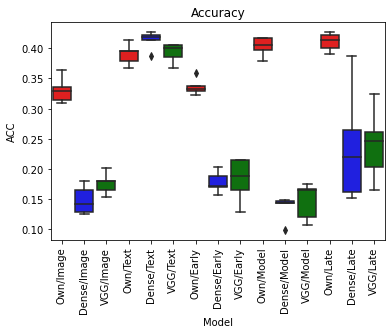 Accuracy
0.40
0.35
0.30
0.25
0.20
0.15
0.10
ACC
Own/Image
Dense/Image
VGG/Image
Own/Text
Dense/Text
VGG/Text
Own/Early
Dense/Early
VGG/Early
Own/Model
Dense/Model
VGG/Model
Own/Late
Dense/Late
VGG/Late
Model